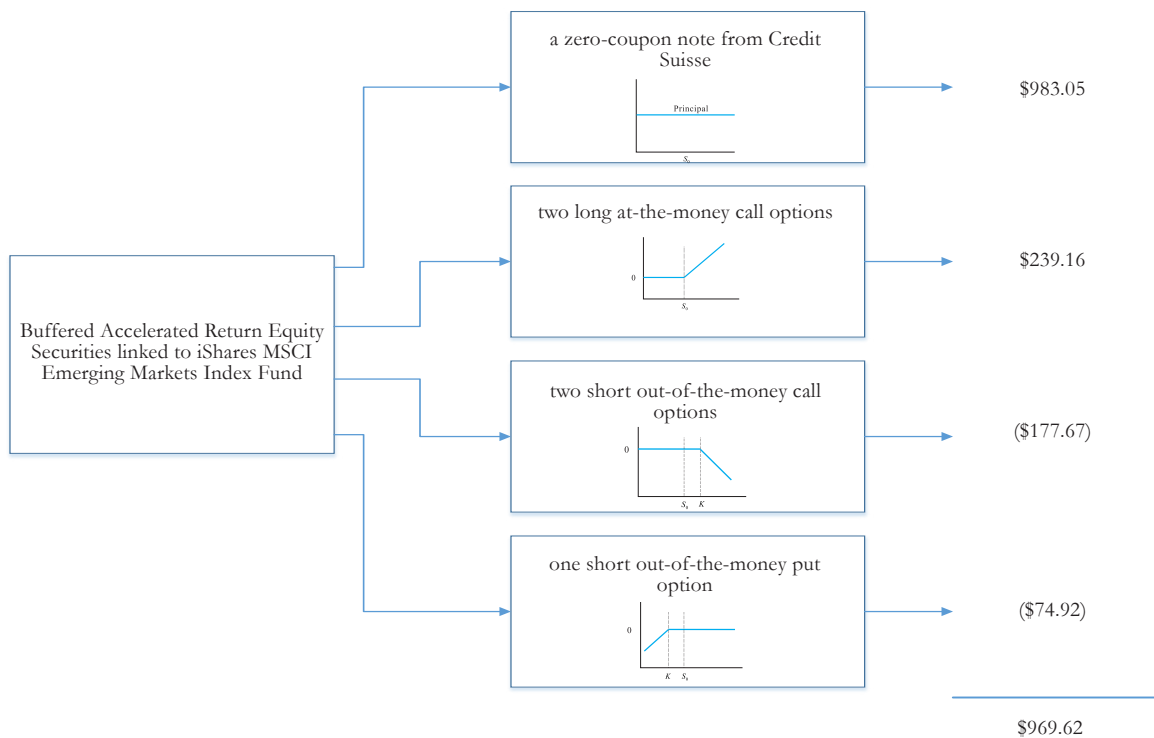 a zero-coupon note from Credit
Suisse
Principal
S₀
$983.05
two long at-the-money call options
0
S₀
$239.16
Buffered Accelerated Return Equity
Securities linked to iShares MSCI
Emerging Markets Index Fund
two short out-of-the-money call
options
0
S₀ K
($177.67)
one short out-of-the-money put
option
0
K S₀
($74.92)
$969.62